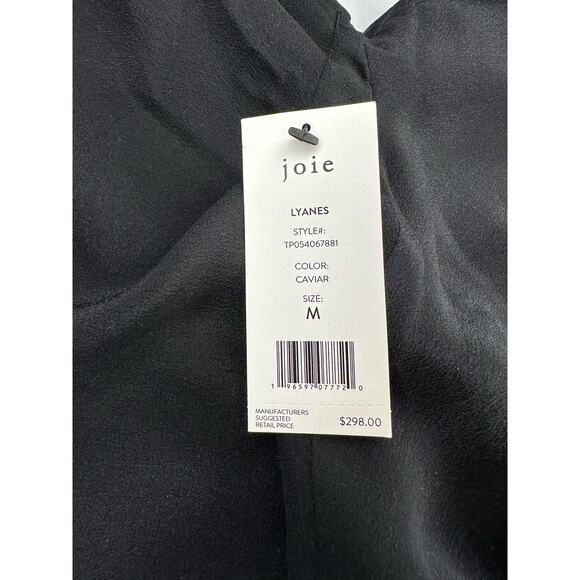 joie
LYANES
STYLE#:
TP054067881
COLOR:
CAVIAR
SIZE:
M
1 96597 07772 0
MANUFACTURERS
SUGGESTED
RETAIL PRICE
$298.00